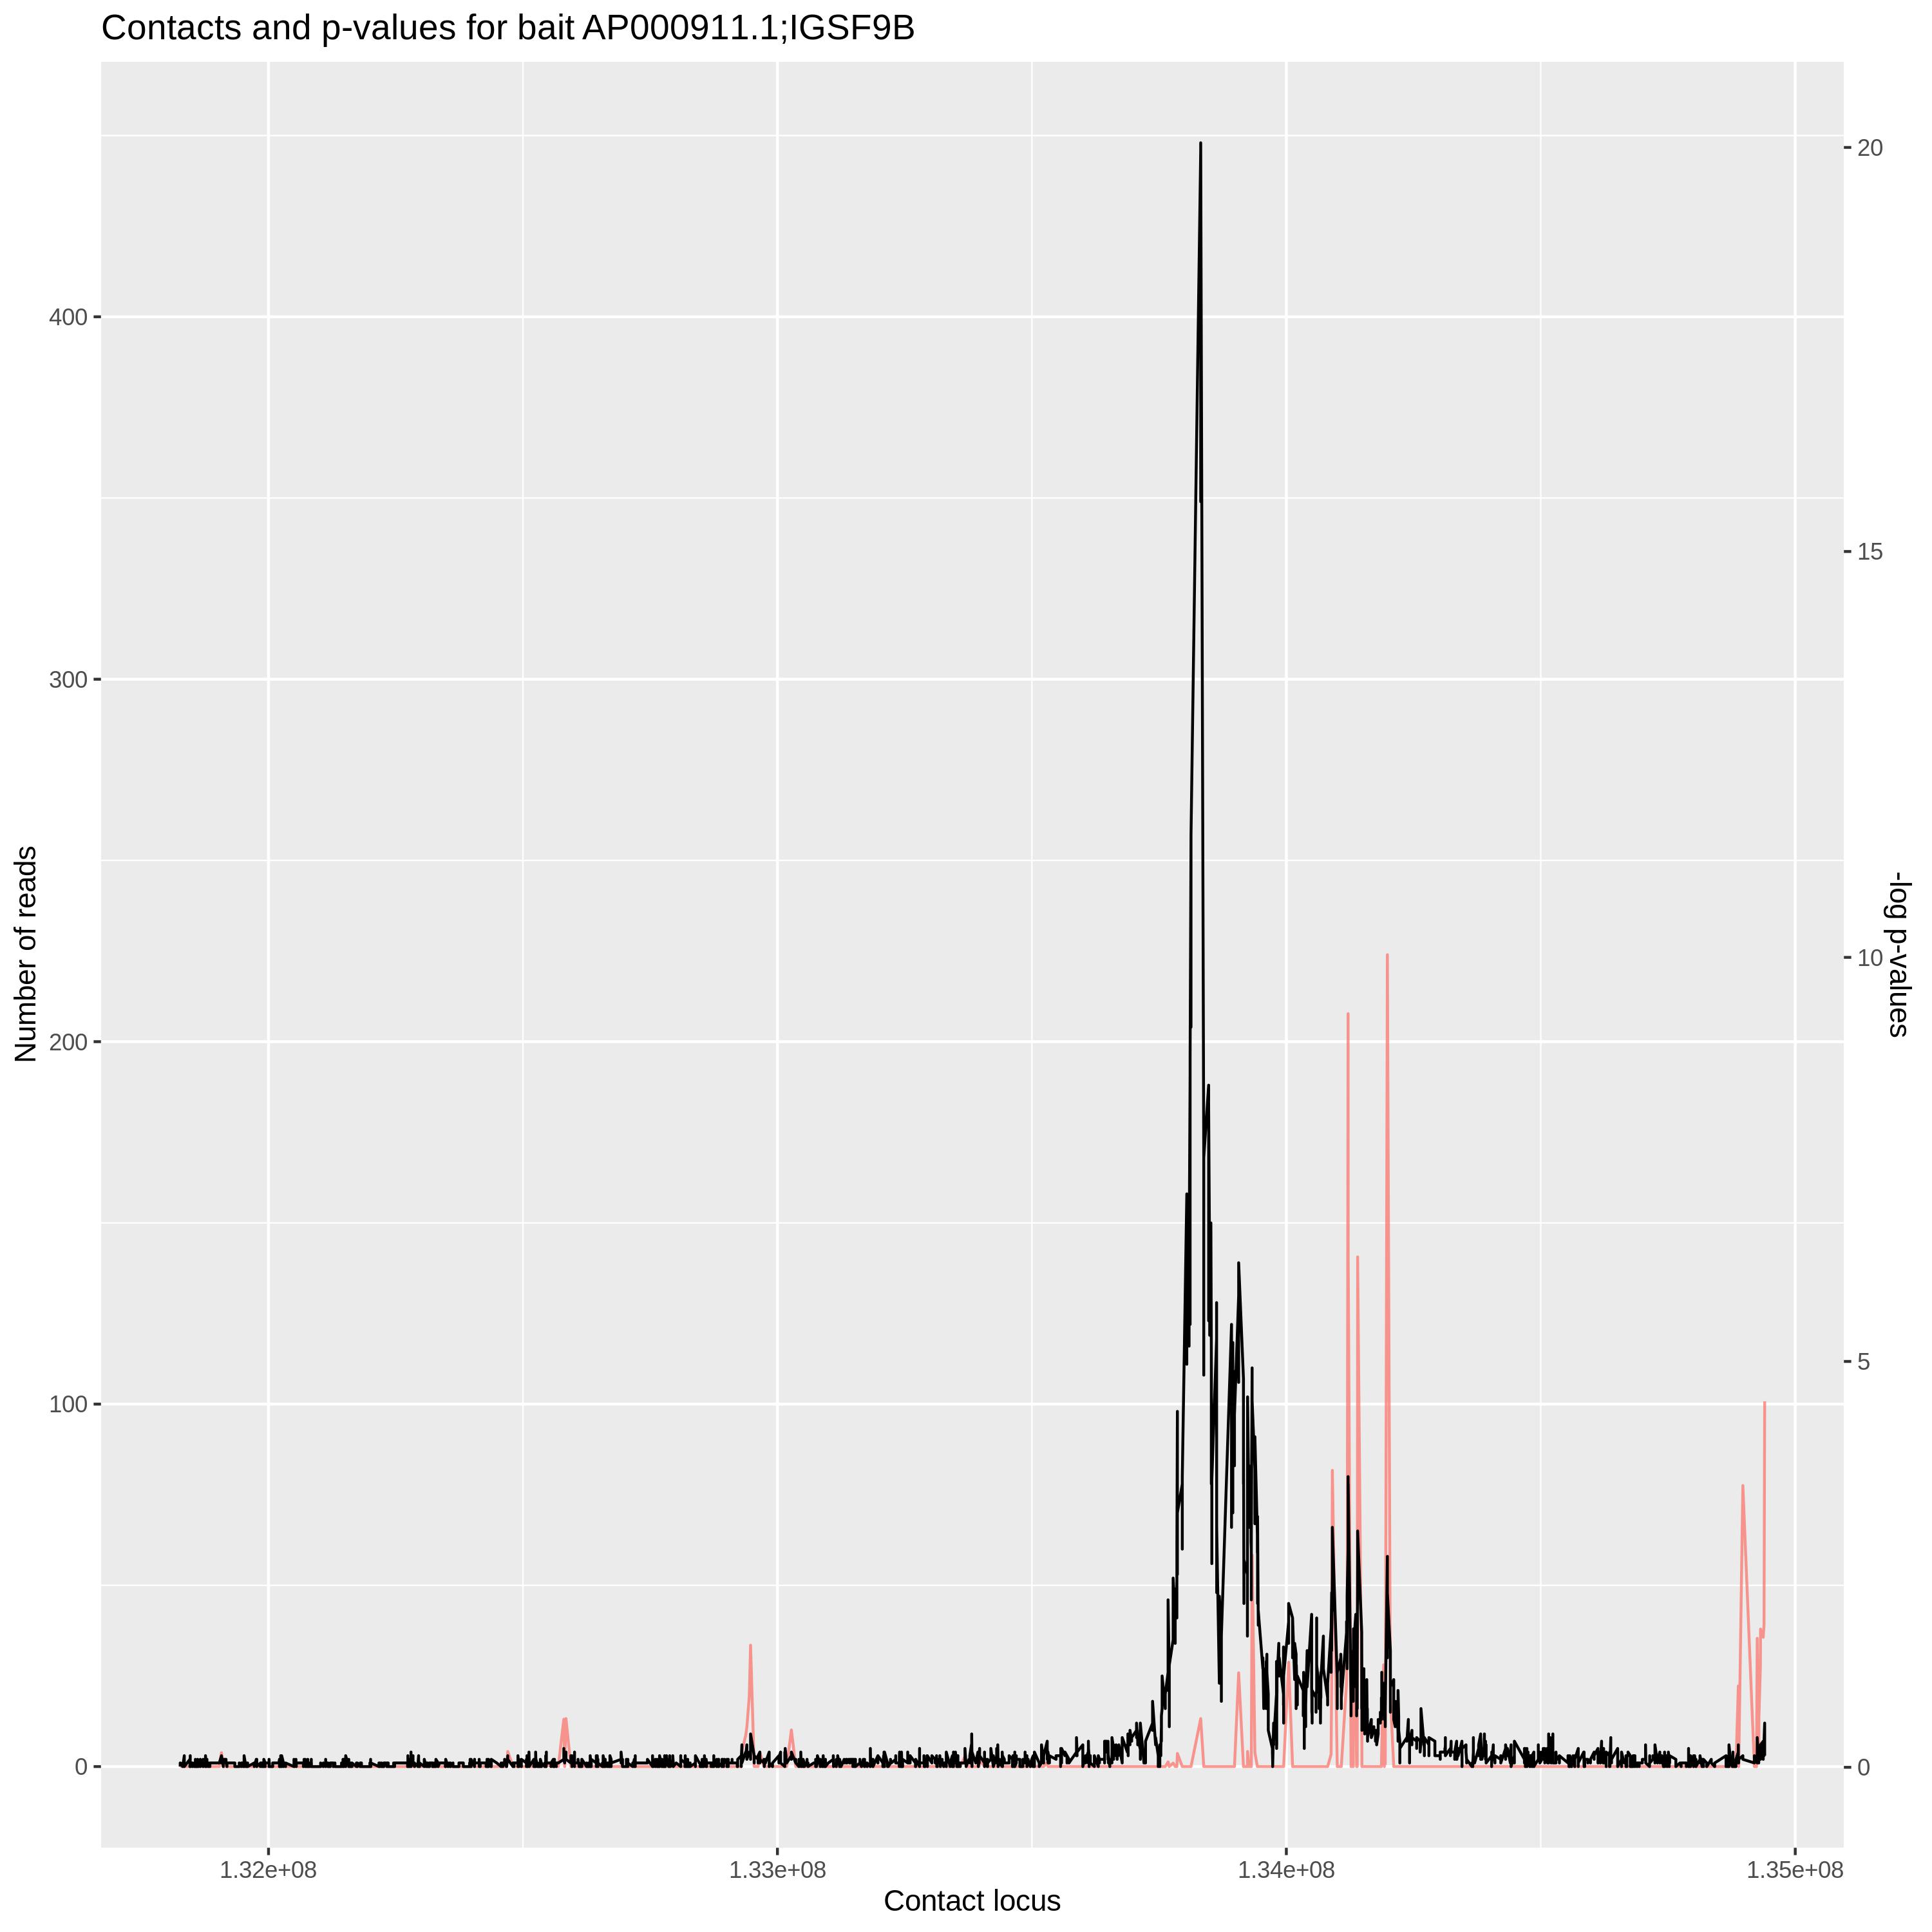 Contacts and p-values for bait AP000911.1;IGSF9B
400
300
200
100
0
Number of reads
20
15
10
5
0
-log p-values
1.32e+08
1.33e+08
1.34e+08
1.35e+08
Contact locus